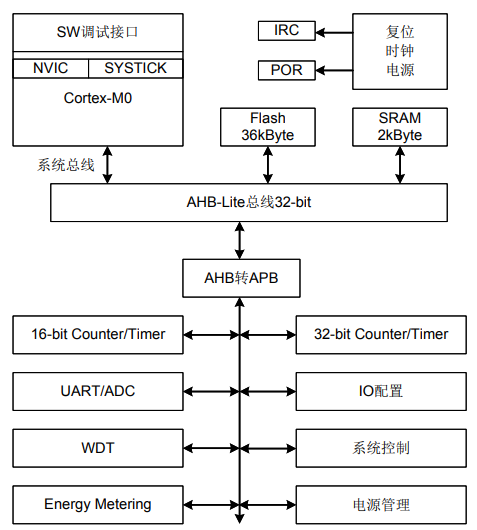 SW调试接口
NVIC SYSTICK
Cortex-M0
IRC
POR
复位
时钟
电源
Flash
36kByte
SRAM
2kByte
系统总线
AHB-Lite总线32-bit
AHB转APB
16-bit Counter/Timer
32-bit Counter/Timer
UART/ADC
IO配置
WDT
系统控制
Energy Metering
电源管理